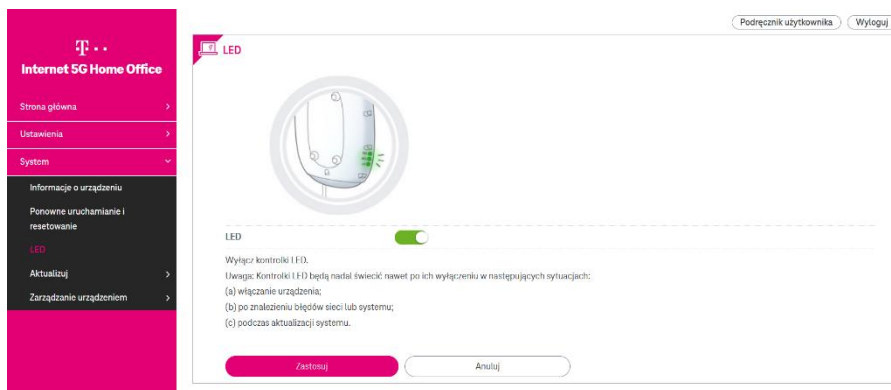 Podręcznik użytkownika
Wyloguj
T
Internet 5G Home Office
Strona główna
Ustawienia
System
Informacje o urządzeniu
Ponowne uruchamianie i
resetowanie
LED
Aktualizuj
Zarządzanie urządzeniem
LED
LED
Wyłącz kontrolki LED.
Uwaga: Kontrolki LED będą nadal świecić nawet po ich wyłączeniu w następujących sytuacjach:
(a) włączanie urządzenia;
(b) po znalezieniu błędów sieci lub systemu;
(c) podczas aktualizacji systemu.
Zastosuj
Anuluj